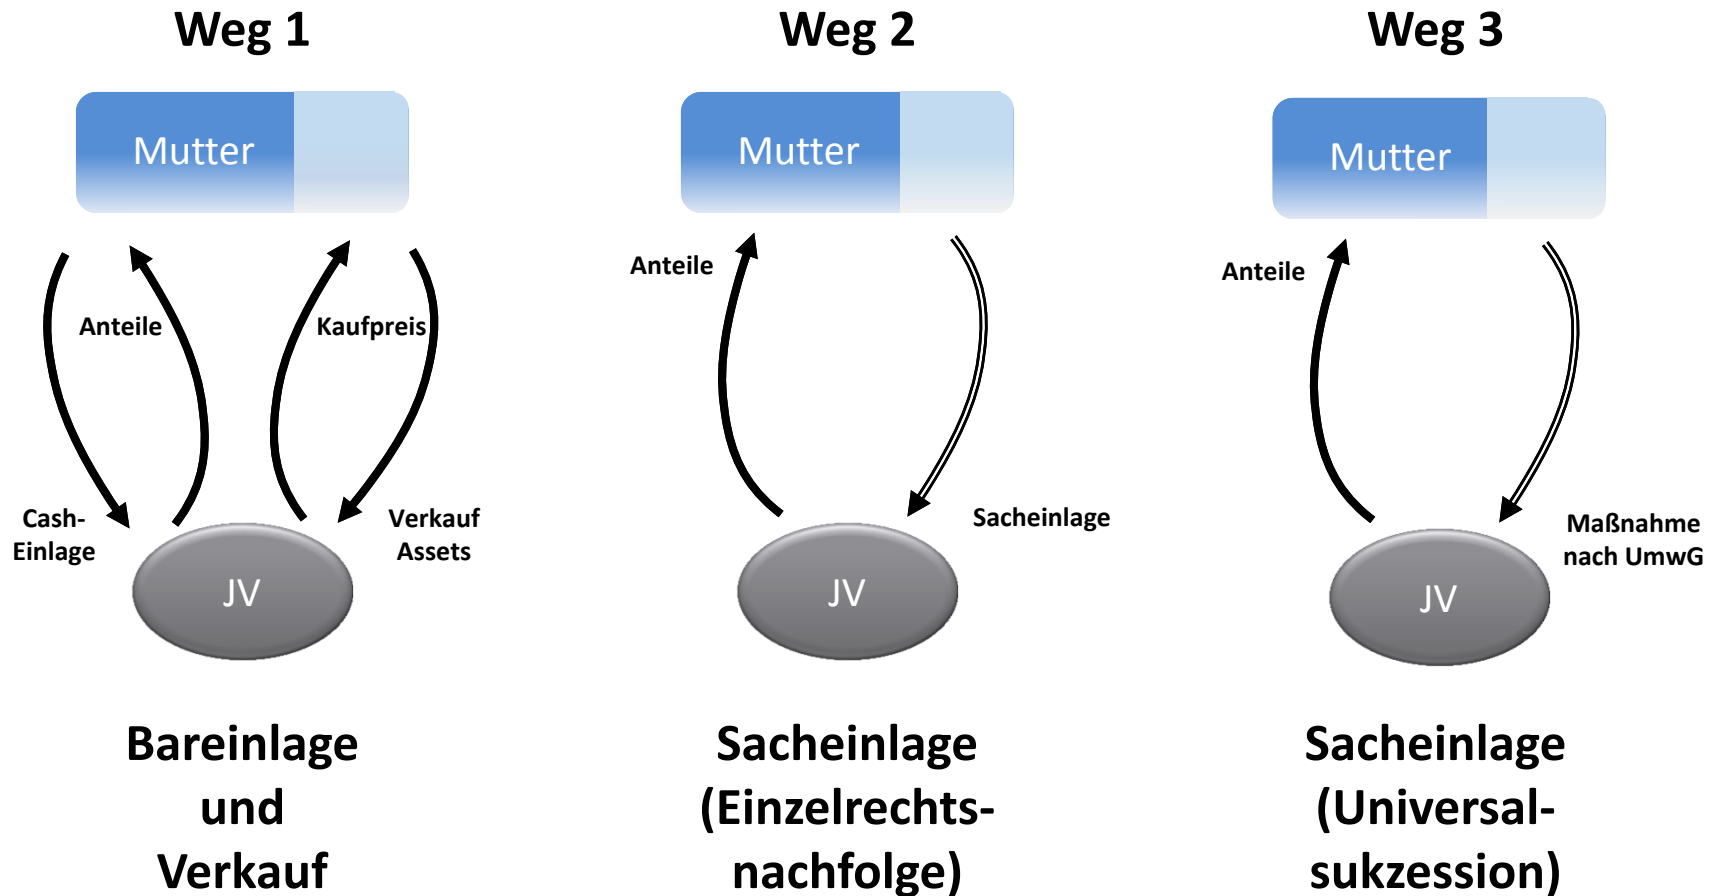 Weg 1
Mutter
Anteile
Kaufpreis
Cash-
Einlage
Verkauf
Assets
JV
Bareinlage
und
Verkauf
Weg 2
Mutter
Anteile
Sacheinlage
JV
Sacheinlage
(Einzelrechts-
nachfolge)
Weg 3
Mutter
Anteile
Maßnahme
nach UmwG
JV
Sacheinlage
(Universal-
sukzession)